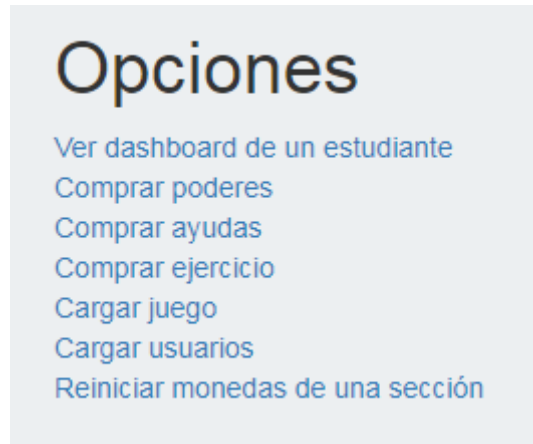 Opciones
Ver dashboard de un estudiante
Comprar poderes
Comprar ayudas
Comprar ejercicio
Cargar juego
Cargar usuarios
Reiniciar monedas de una sección